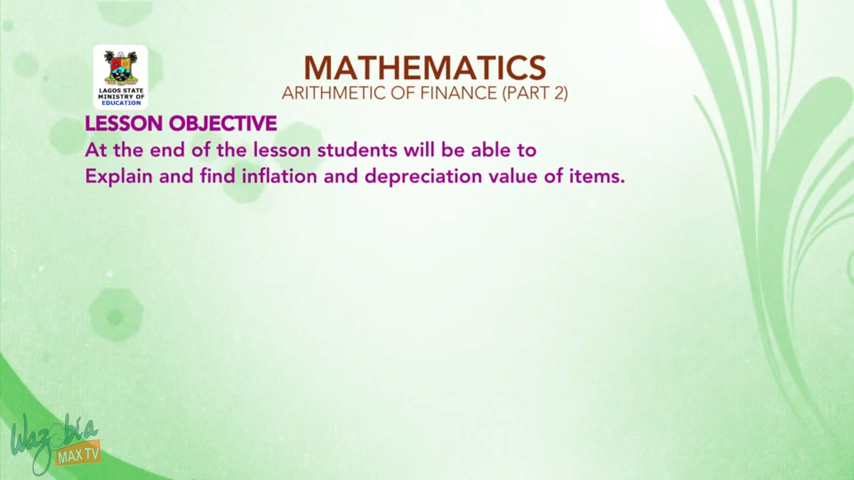 MATHEMATICS
ARITHMETIC OF FINANCE (PART 2)
LAGOS STATE
MINISTRY OF
EDUCATION
LESSON OBJECTIVE
At the end of the lesson students will be able to
Explain and find inflation and depreciation value of items.
Wazobia
MAX TV